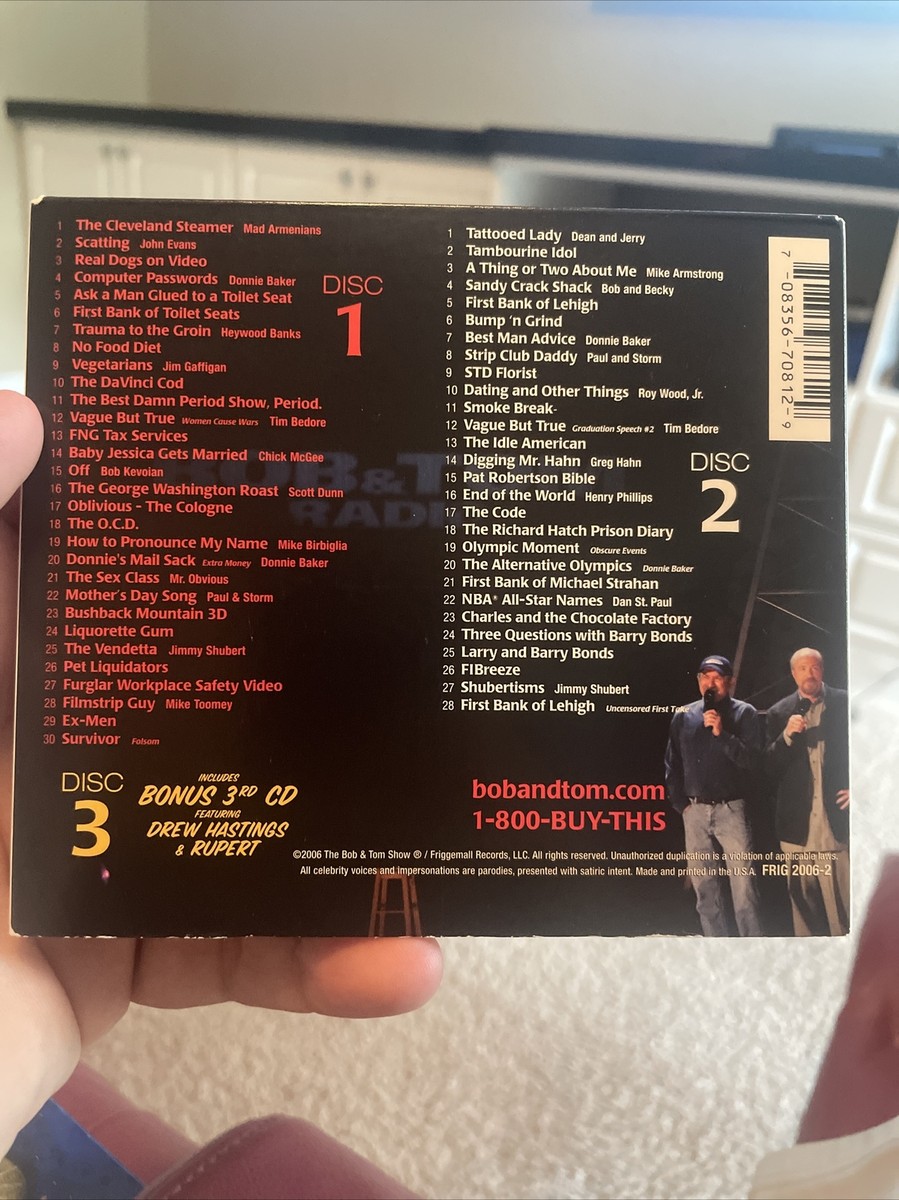 1 The Cleveland Steamer Mad Armenians
2 Scatting John Evans
3 Real Dogs on Video
4 Computer Passwords Donnie Baker
5 Ask a Man Glued to a Toilet Seat
6 First Bank of Toilet Seats
7 Trauma to the Groin Heywood Banks
8 No Food Diet
9 Vegetarians Jim Gaffigan
10 The DaVinci Cod
11 The Best Damn Period Show, Period.
12 Vague But True Women Cause Wars Tim Bedore
13 FNG Tax Services
14 Baby Jessica Gets Married Chick McGee
15 Off Bob Kevoian
16 The George Washington Roast Scott Dunn
17 Oblivious - The Cologne
18 The O.C.D.
19 How to Pronounce My Name Mike Birbiglia
20 Donnie's Mail Sack Extra Money Donnie Baker
21 The Sex Class Mr. Obvious
22 Mother's Day Song Paul & Storm
23 Bushback Mountain 3D
24 Liquorette Gum
25 The Vendetta Jimmy Shubert
26 Pet Liquidators
27 Furglar Workplace Safety Video
28 Filmstrip Guy Mike Toomey
29 Ex-Men
30 Survivor Folsom
DISC
1
1 Tattooed Lady Dean and Jerry
2 Tambourine Idol
3 A Thing or Two About Me Mike Armstrong
4 Sandy Crack Shack Bob and Becky
5 First Bank of Lehigh
6 Bump 'n Grind
7 Best Man Advice Donnie Baker
8 Strip Club Daddy Paul and Storm
9 STD Florist
10 Dating and Other Things Roy Wood, Jr.
11 Smoke Break-
12 Vague But True Graduation Speech #2 Tim Bedore
13 The Idle American
14 Digging Mr. Hahn Greg Hahn
15 Pat Robertson Bible
16 End of the World Henry Phillips
17 The Code
18 The Richard Hatch Prison Diary
19 Olympic Moment Obscure Events
20 The Alternative Olympics Donnie Baker
21 First Bank of Michael Strahan
22 NBA* All-Star Names Dan St. Paul
23 Charles and the Chocolate Factory
24 Three Questions with Barry Bonds
25 Larry and Barry Bonds
26 FIBreeze
27 Shubertisms Jimmy Shubert
28 First Bank of Lehigh Uncensored First Take
DISC
2
7 -08356-70812- 9
BOB&T
RADI
DISC
3
INCLUDES
BONUS 3RD CD
FEATURING
DREW HASTINGS
& RUPERT
bobandtom.com
1-800-BUY-THIS
©2006 The Bob & Tom Show ® / Friggemall Records, LLC. All rights reserved. Unauthorized duplication is a violation of applicable laws.
All celebrity voices and impersonations are parodies, presented with satiric intent. Made and printed in the U.S.A. FRIG 2006-2